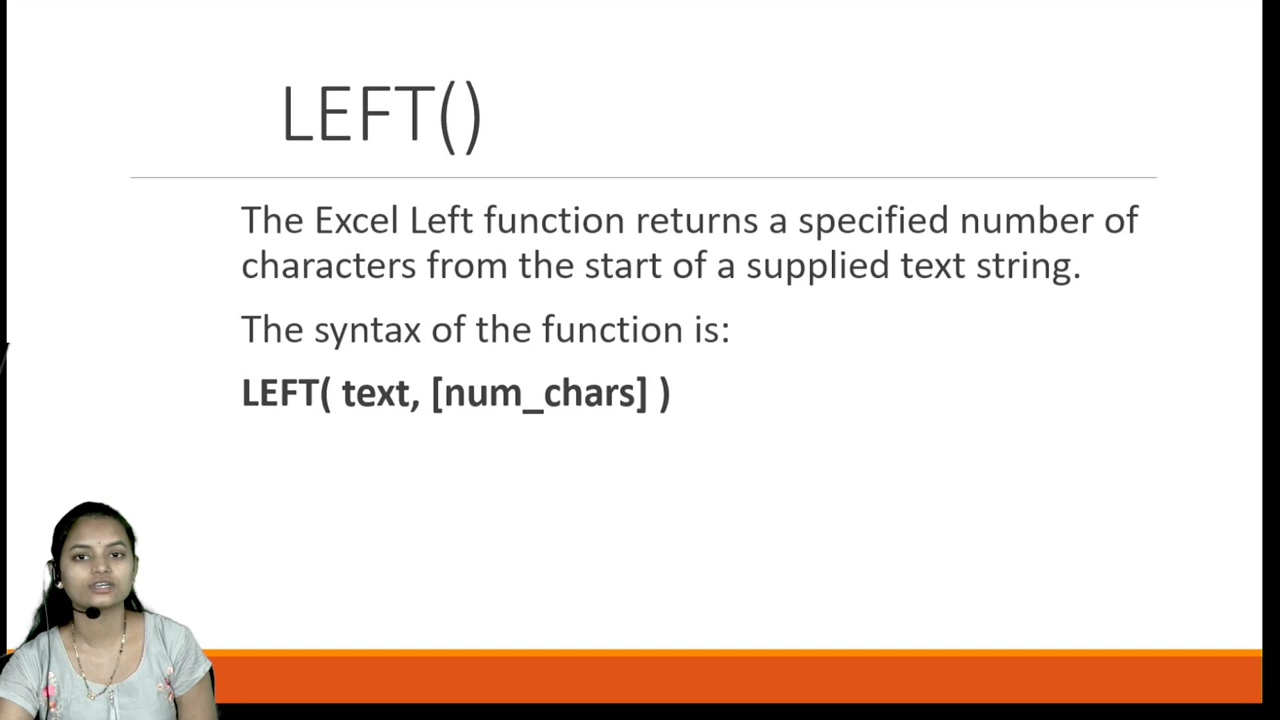 LEFT()
The Excel Left function returns a specified number of
characters from the start of a supplied text string.
The syntax of the function is:
LEFT( text, [num_chars] )